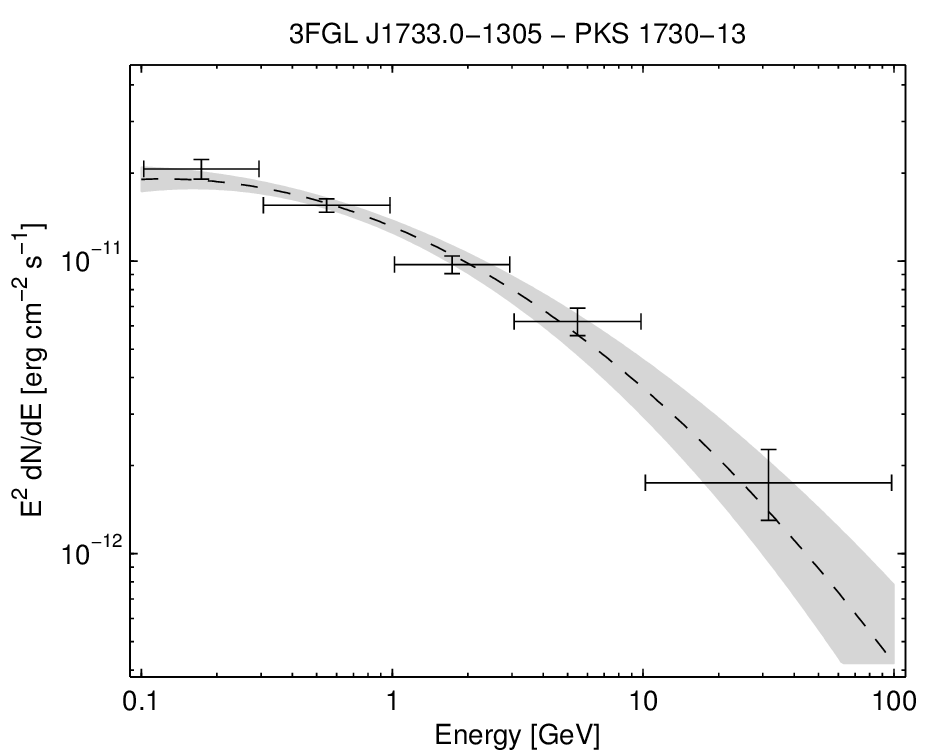 3FGL J1733.0−1305 − PKS 1730−13
E² dN/dE [erg cm⁻² s⁻¹]
10⁻¹¹
10⁻¹²
0.1 1 10 100
Energy [GeV]